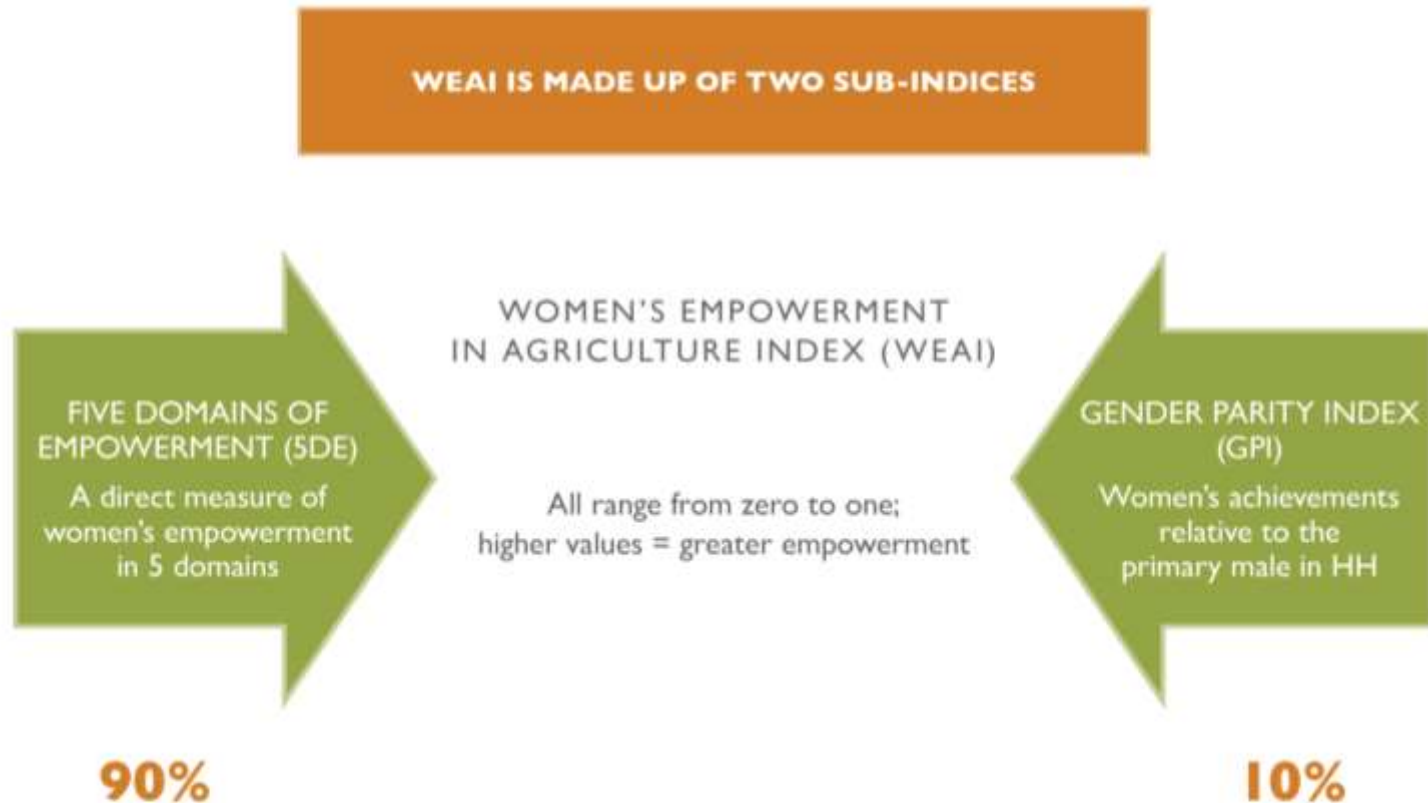 WEAI IS MADE UP OF TWO SUB-INDICES
WOMEN'S EMPOWERMENT
IN AGRICULTURE INDEX (WEAI)
All range from zero to one;
higher values = greater empowerment
FIVE DOMAINS OF
EMPOWERMENT (5DE)
A direct measure of
women's empowerment
in 5 domains
90%
GENDER PARITY INDEX
(GPI)
Women's achievements
relative to the
primary male in HH
10%